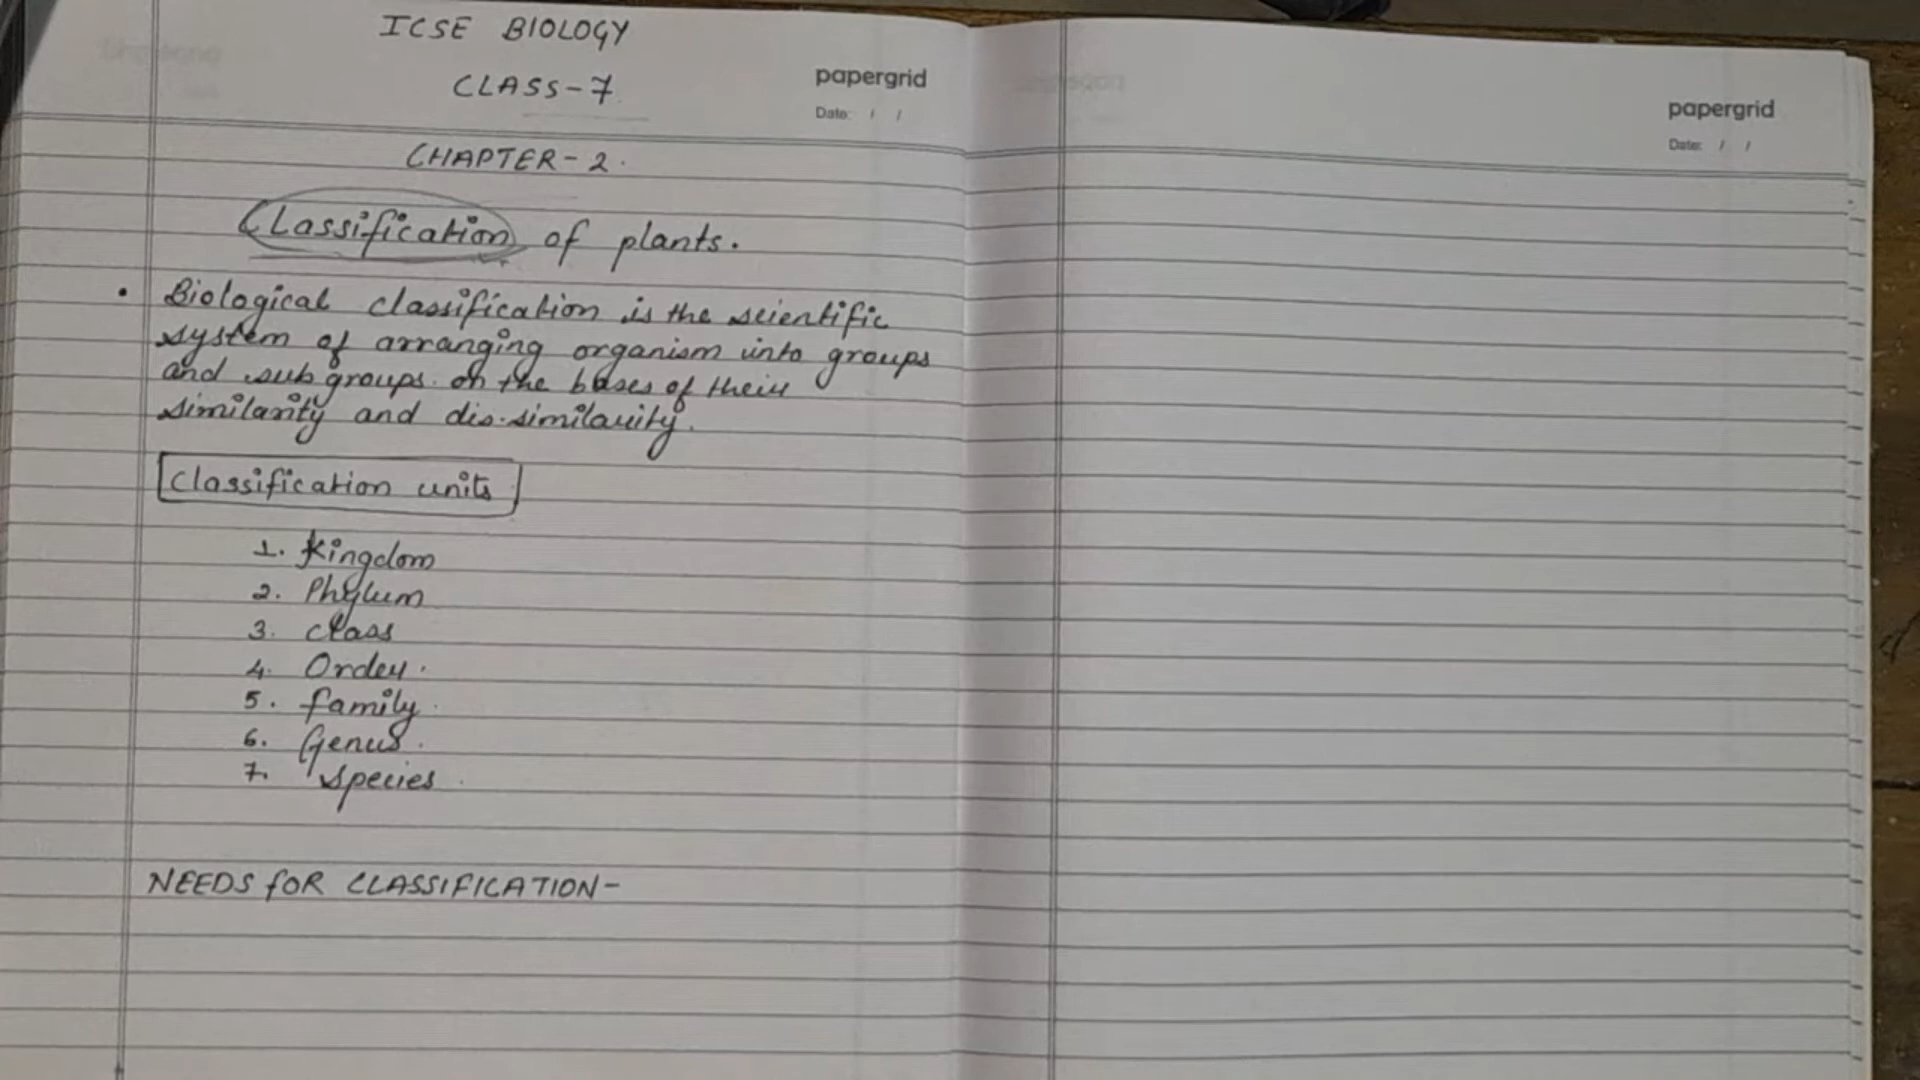 ICSE BIOLOGY
CLASS-7
papergrid
Date: / /
CHAPTER-2.
Classification of plants.
• Biological classification is the scientific
system of arranging organism into groups
and sub groups on the bases of their
similarity and dis-similarity.
Classification units
1. Kingdom
2. Phylum
3. Class
4. Order.
5. family.
6. Genus.
7. Species.
NEEDS fOR CLASSIFICATION-
papergrid
Date: / /